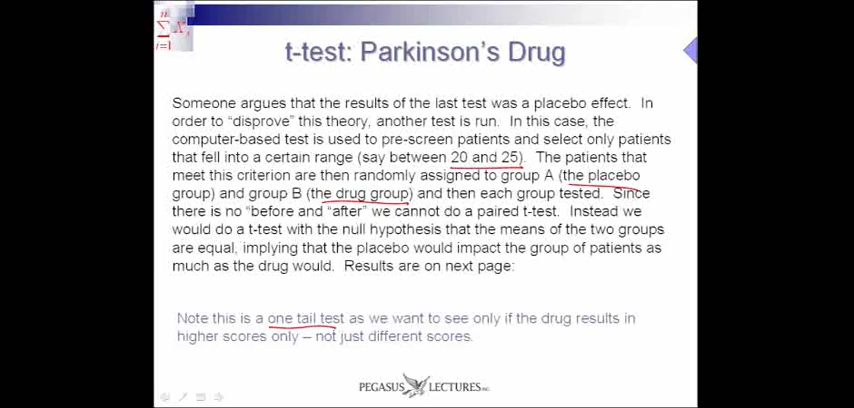 t-test: Parkinson's Drug
Someone argues that the results of the last test was a placebo effect. In
order to "disprove" this theory, another test is run. In this case, the
computer-based test is used to pre-screen patients and select only patients
that fell into a certain range (say between 20 and 25). The patients that
meet this criterion are then randomly assigned to group A (the placebo
group) and group B (the drug group) and then each group tested. Since
there is no "before and "after" we cannot do a paired t-test. Instead we
would do a t-test with the null hypothesis that the means of the two groups
are equal, implying that the placebo would impact the group of patients as
much as the drug would. Results are on next page:
Note this is a one tail test as we want to see only if the drug results in
higher scores only – not just different scores.
PEGASUS LECTURES INC.